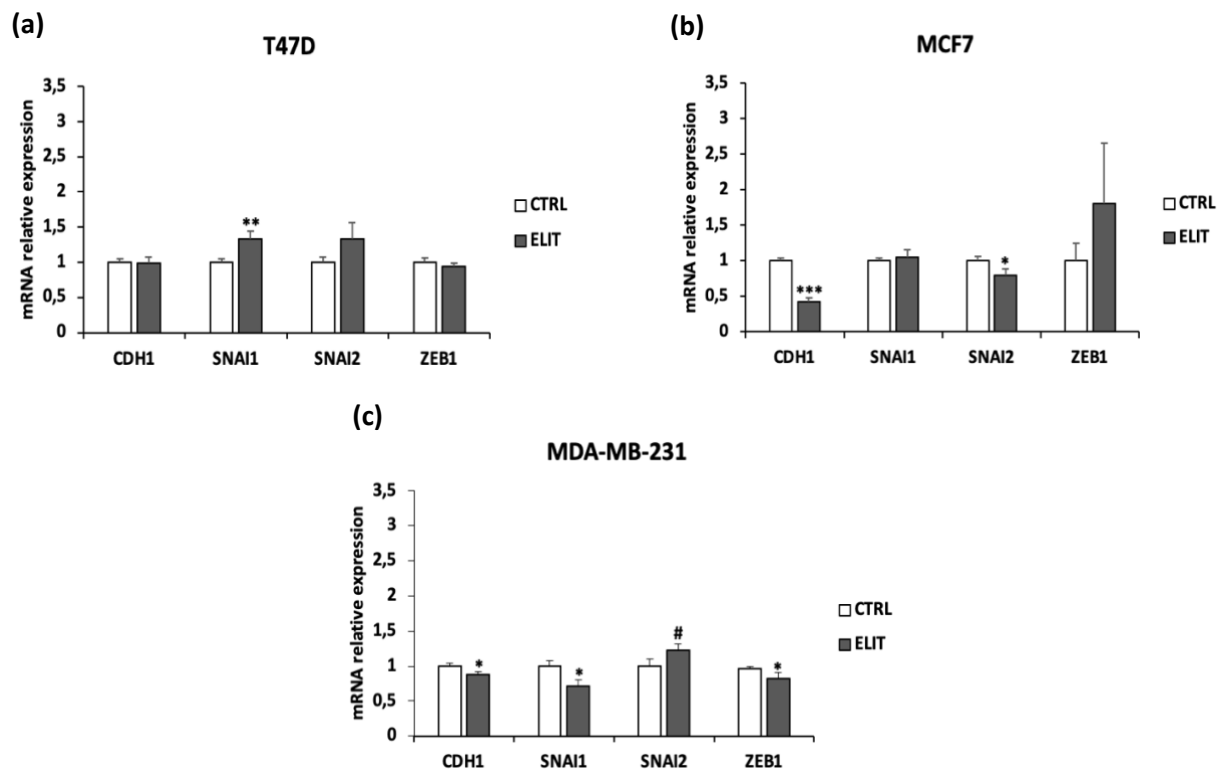 (a)
T47D
mRNA relative expression
3,5
3
2,5
2
1,5
1
0,5
0
**
CDH1 SNAI1 SNAI2 ZEB1
CTRL
ELIT
(b)
MCF7
mRNA relative expression
3,5
3
2,5
2
1,5
1
0,5
0
***
*
CDH1 SNAI1 SNAI2 ZEB1
CTRL
ELIT
(c)
MDA-MB-231
mRNA relative expression
3,5
3
2,5
2
1,5
1
0,5
0
* * # *
CDH1 SNAI1 SNAI2 ZEB1
CTRL
ELIT